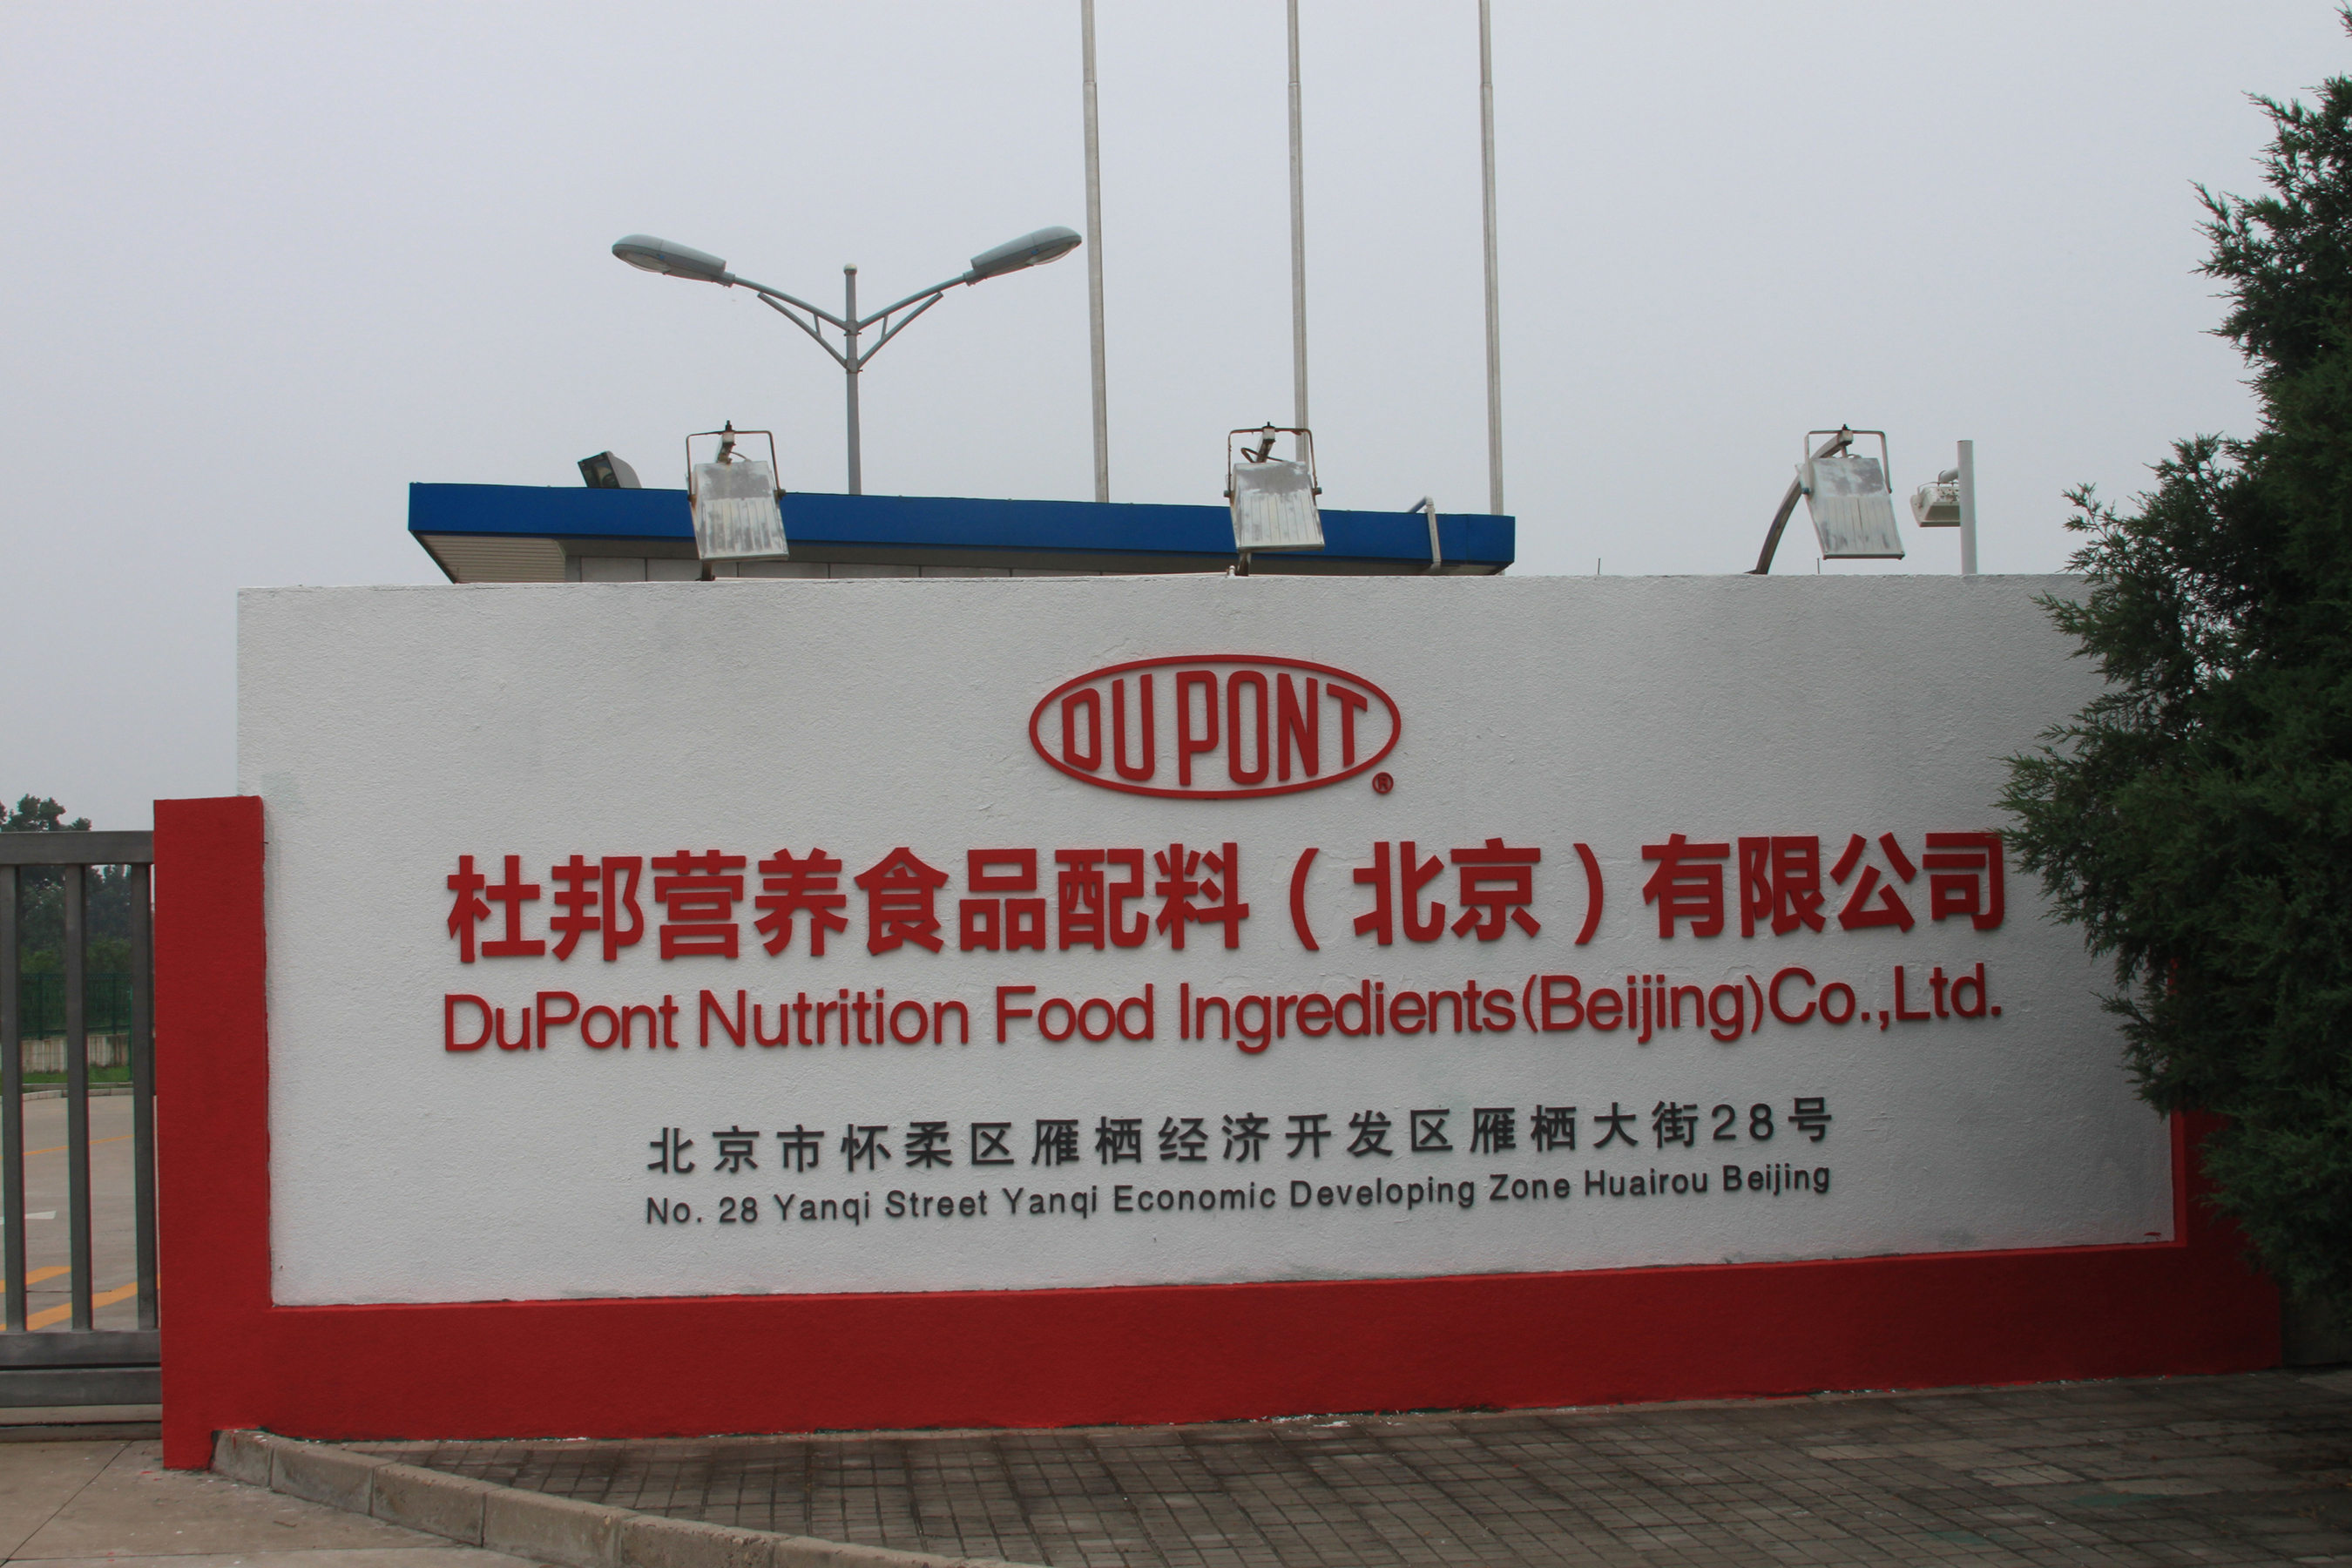 DUPONT®
杜邦营养食品配料（北京）有限公司
DuPont Nutrition Food Ingredients(Beijing)Co.,Ltd.
北京市怀柔区雁栖经济开发区雁栖大街28号
No. 28 Yanqi Street Yanqi Economic Developing Zone Huairou Beijing